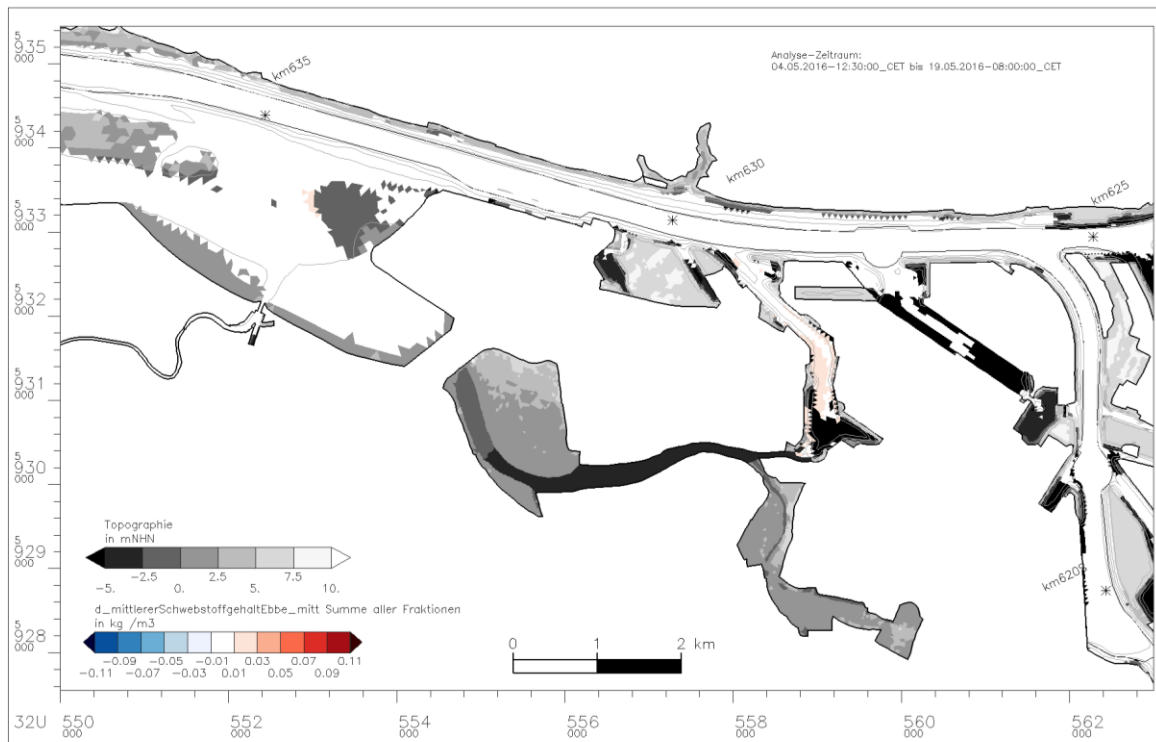 Analyse-Zeitraum:
04.05.2016-12:30:00_CET bis 19.05.2016-08:00:00_CET
5
935
000
km635
5
934
000
km630
5
933
000
km625
5
932
000
5
931
000
5
930
000
Topographie
in mNHN
5
929
000
-2.5 2.5 7.5
-5. 0. 5. 10.
km620S
d_mittlererSchwebstoffgehaltEbbe_mitt Summe aller Fraktionen
in kg /m3
5
928
000
-0.09 -0.05 -0.01 0.03 0.07 0.11
-0.11 -0.07 -0.03 0.01 0.05 0.09
0 1 2 km
32U 550 552 554 556 558 560 562
000 000 000 000 000 000 000